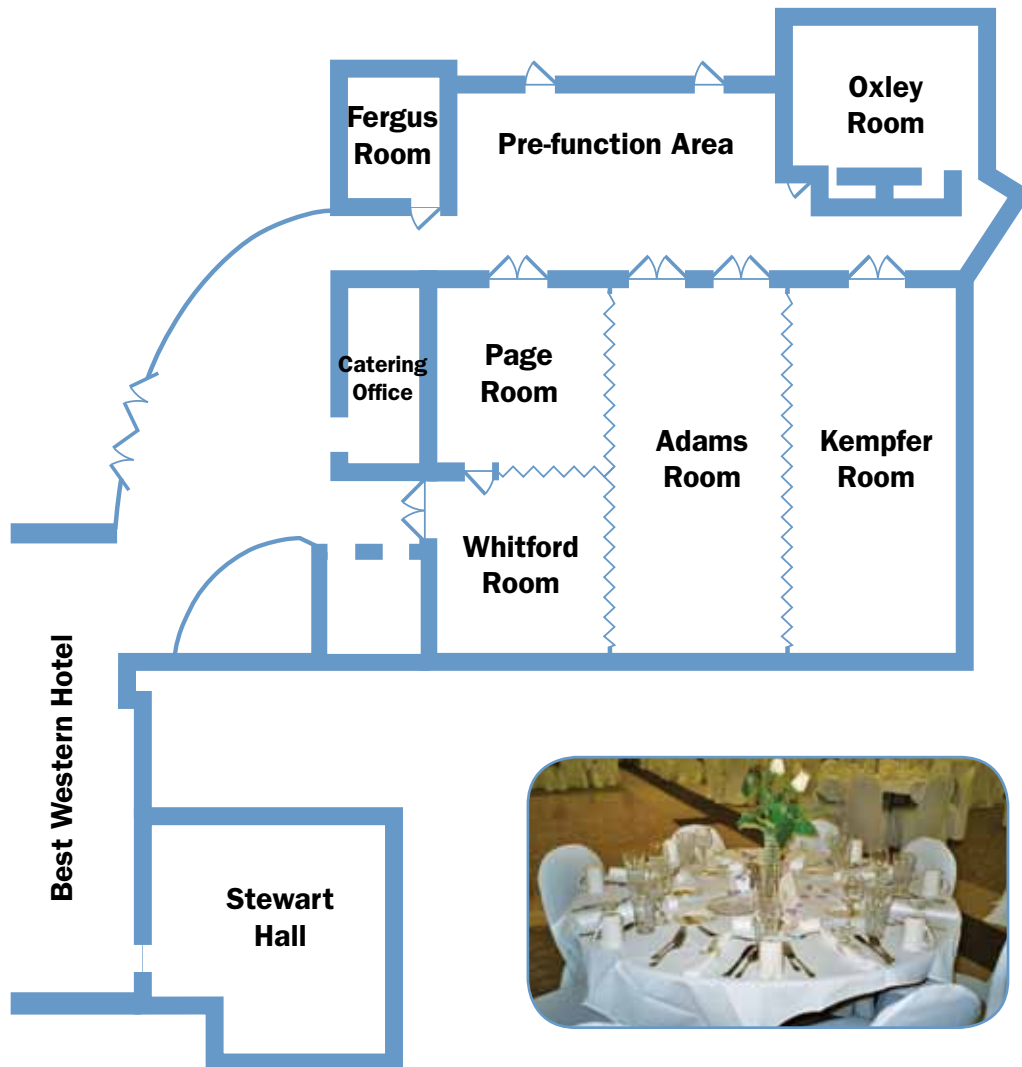 Oxley
Room
Fergus
Room
Pre-function Area
Catering
Office
Page
Room
Adams
Room
Kempfer
Room
Whitford
Room
Best Western Hotel
Stewart
Hall